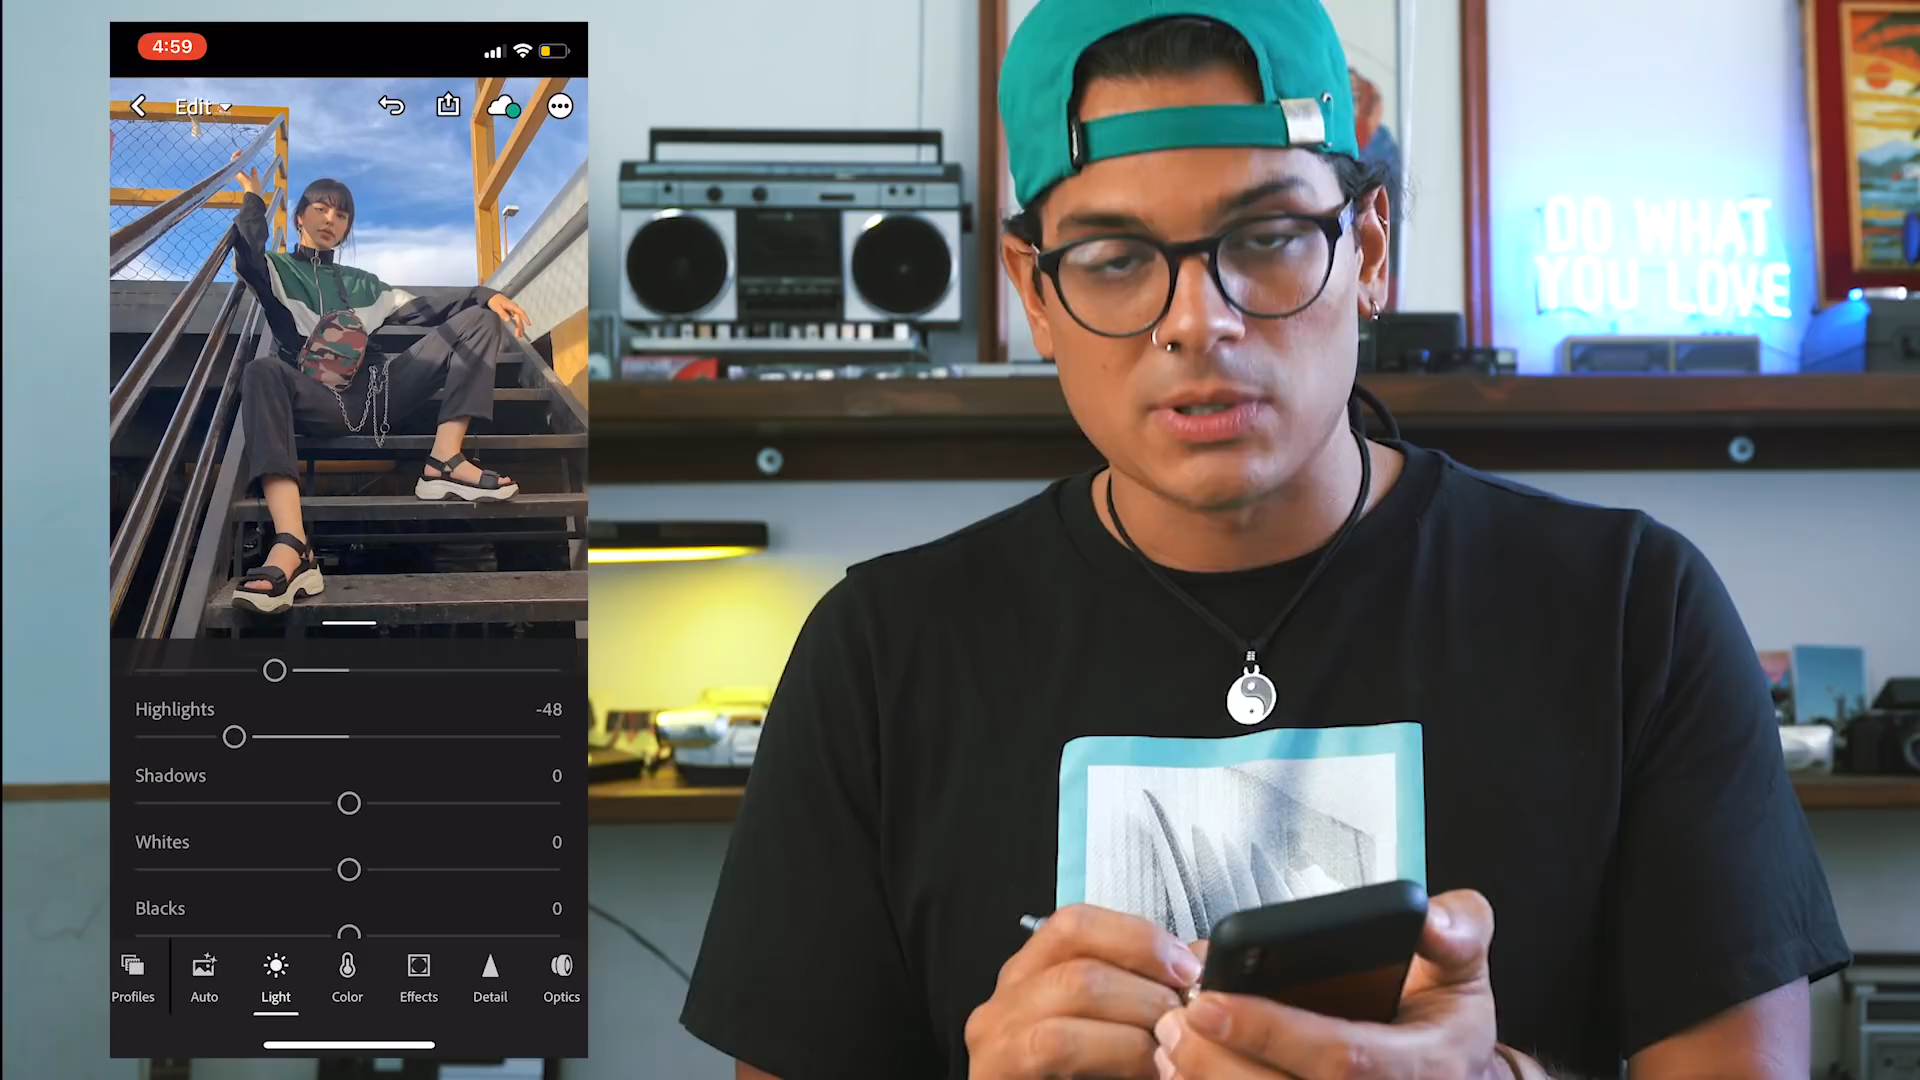 4:59
Edit
DO WHAT
YOU LOVE
Highlights -48
Shadows 0
Whites 0
Blacks 0
Profiles Auto Light Color Effects Detail Optics